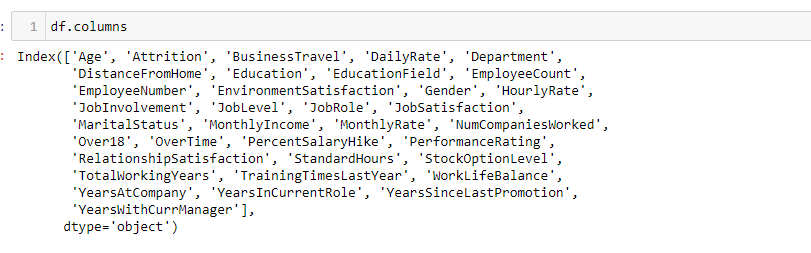 : 1 df.columns
: Index(['Age', 'Attrition', 'BusinessTravel', 'DailyRate', 'Department',
'DistanceFromHome', 'Education', 'EducationField', 'EmployeeCount',
'EmployeeNumber', 'EnvironmentSatisfaction', 'Gender', 'HourlyRate',
'JobInvolvement', 'JobLevel', 'JobRole', 'JobSatisfaction',
'MaritalStatus', 'MonthlyIncome', 'MonthlyRate', 'NumCompaniesWorked',
'Over18', 'OverTime', 'PercentSalaryHike', 'PerformanceRating',
'RelationshipSatisfaction', 'StandardHours', 'StockOptionLevel',
'TotalWorkingYears', 'TrainingTimesLastYear', 'WorkLifeBalance',
'YearsAtCompany', 'YearsInCurrentRole', 'YearsSinceLastPromotion',
'YearsWithCurrManager'],
dtype='object')